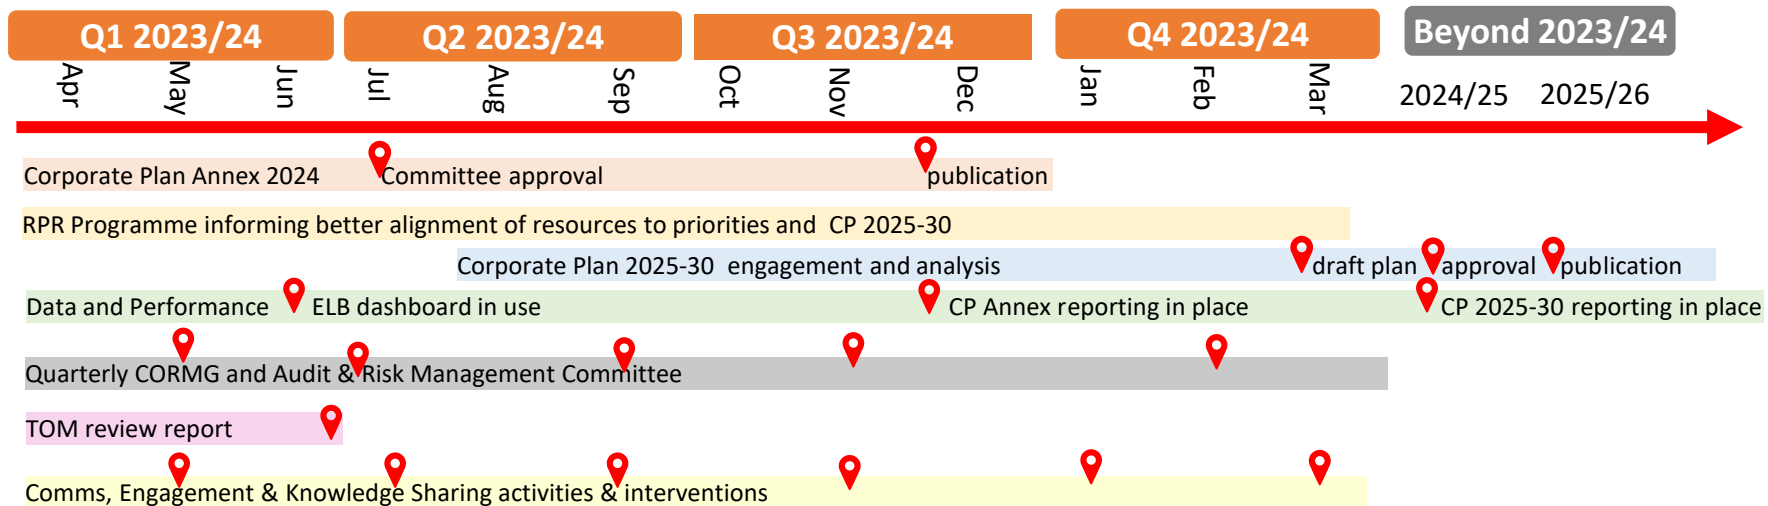 Q1 2023/24 Q2 2023/24 Q3 2023/24 Q4 2023/24 Beyond 2023/24
Apr May Jun Jul Aug Sep Oct Nov Dec Jan Feb Mar 2024/25 2025/26
Corporate Plan Annex 2024 Committee approval publication
RPR Programme informing better alignment of resources to priorities and CP 2025-30
Corporate Plan 2025-30 engagement and analysis draft plan approval publication
Data and Performance ELB dashboard in use CP Annex reporting in place CP 2025-30 reporting in place
Quarterly CORMG and Audit & Risk Management Committee
TOM review report
Comms, Engagement & Knowledge Sharing activities & interventions